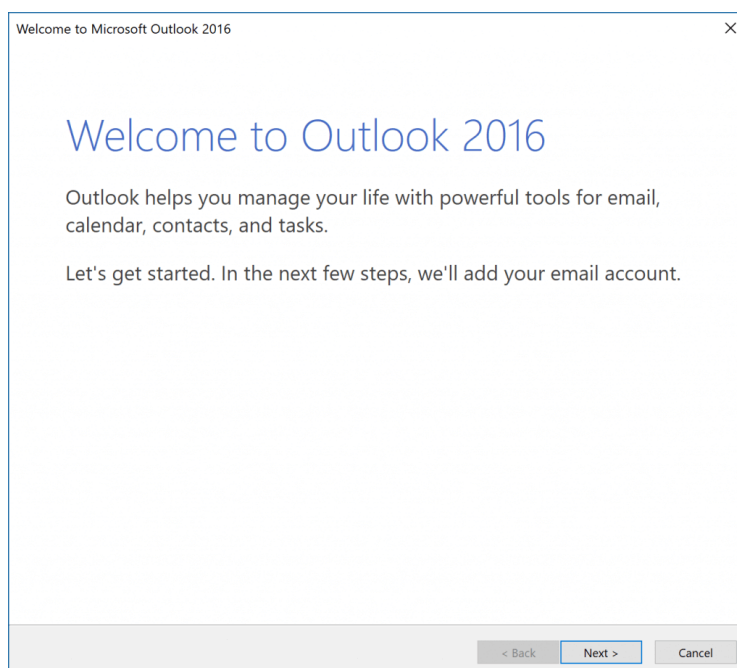 Welcome to Microsoft Outlook 2016
Welcome to Outlook 2016
Outlook helps you manage your life with powerful tools for email,
calendar, contacts, and tasks.
Let's get started. In the next few steps, we'll add your email account.
< Back Next > Cancel